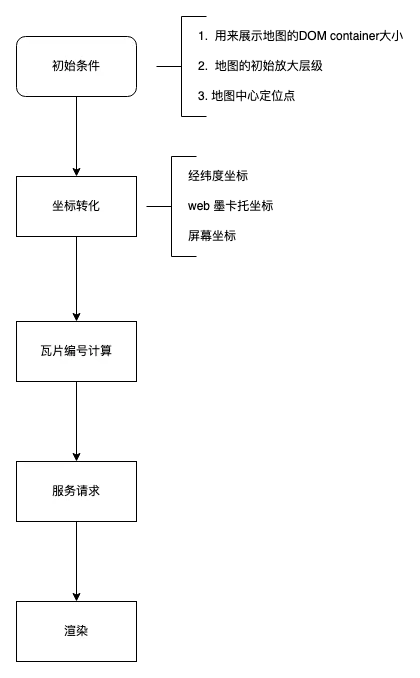 初始条件
1. 用来展示地图的DOM container大小
2. 地图的初始放大层级
3. 地图中心定位点
坐标转化
经纬度坐标
web 墨卡托坐标
屏幕坐标
瓦片编号计算
服务请求
渲染